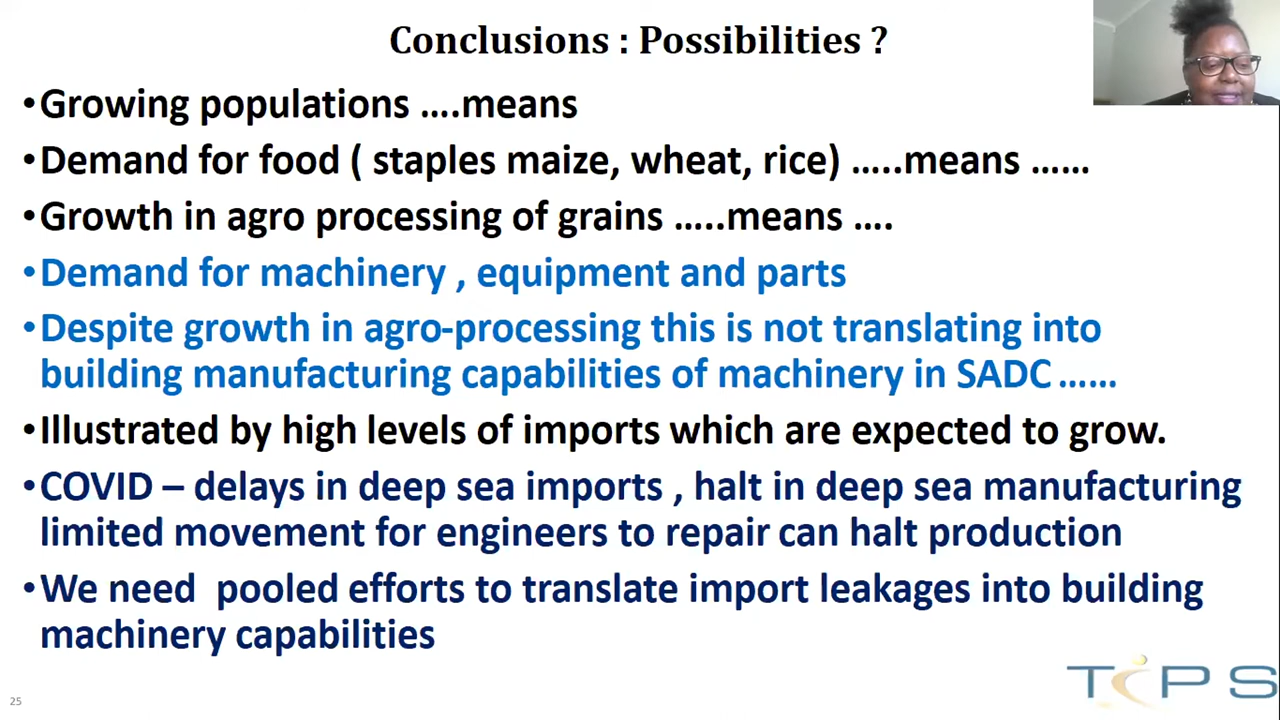 Conclusions : Possibilities ?
•Growing populations ….means
•Demand for food ( staples maize, wheat, rice) …..means ……
•Growth in agro processing of grains …..means ….
•Demand for machinery , equipment and parts
•Despite growth in agro-processing this is not translating into
building manufacturing capabilities of machinery in SADC ……
•Illustrated by high levels of imports which are expected to grow.
•COVID – delays in deep sea imports , halt in deep sea manufacturing
limited movement for engineers to repair can halt production
•We need  pooled efforts to translate import leakages into building
machinery capabilities
TIPS
25